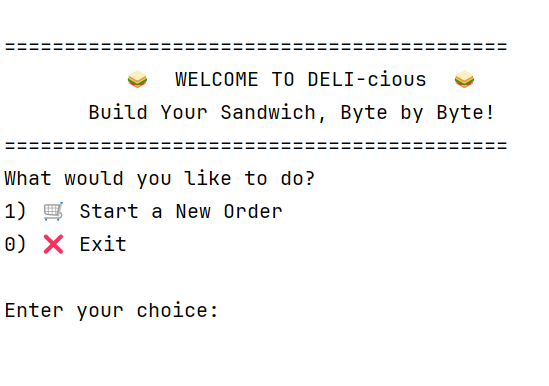 ==========================================
🥪 WELCOME TO DELI-cious 🥪
Build Your Sandwich, Byte by Byte!
==========================================
What would you like to do?
1) 🛒 Start a New Order
0) ❌ Exit
Enter your choice: